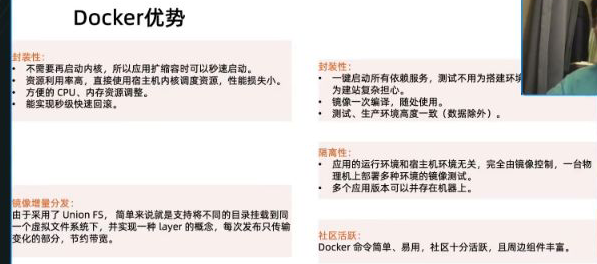 Docker优势
封装性：
• 不需要再启动内核，所以应用扩缩容时可以秒速启动。
• 资源利用率高，直接使用宿主机内核调度资源，性能损失小。
• 方便的 CPU、内存资源调整。
• 能实现秒级快速回滚。
镜像增量分发：
由于采用了 Union FS， 简单来说就是支持将不同的目录挂载到同
一个虚拟文件系统下，并实现一种 layer 的概念，每次发布只传输
变化的部分，节约带宽。
封装性：
• 一键启动所有依赖服务，测试不用为搭建环
为建站复杂担心。
• 镜像一次编译，随处使用。
• 测试、生产环境高度一致（数据除外）。
隔离性：
• 应用的运行环境和宿主机环境无关，完全由镜像控制，一台物
理机上部署多种环境的镜像测试。
• 多个应用版本可以并存在机器上。
社区活跃：
Docker 命令简单、易用，社区十分活跃，且周边组件丰富。